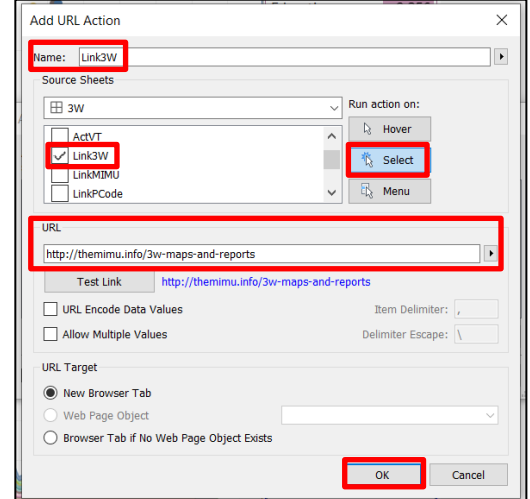 Add URL Action
Name: Link3W
Source Sheets
3W
Run action on:
ActVT
Link3W
LinkMIMU
LinkPCode
Hover
Select
Menu
URL
http://themimu.info/3w-maps-and-reports
Test Link http://themimu.info/3w-maps-and-reports
URL Encode Data Values Item Delimiter: ,
Allow Multiple Values Delimiter Escape: \
URL Target
New Browser Tab
Web Page Object
Browser Tab if No Web Page Object Exists
OK Cancel